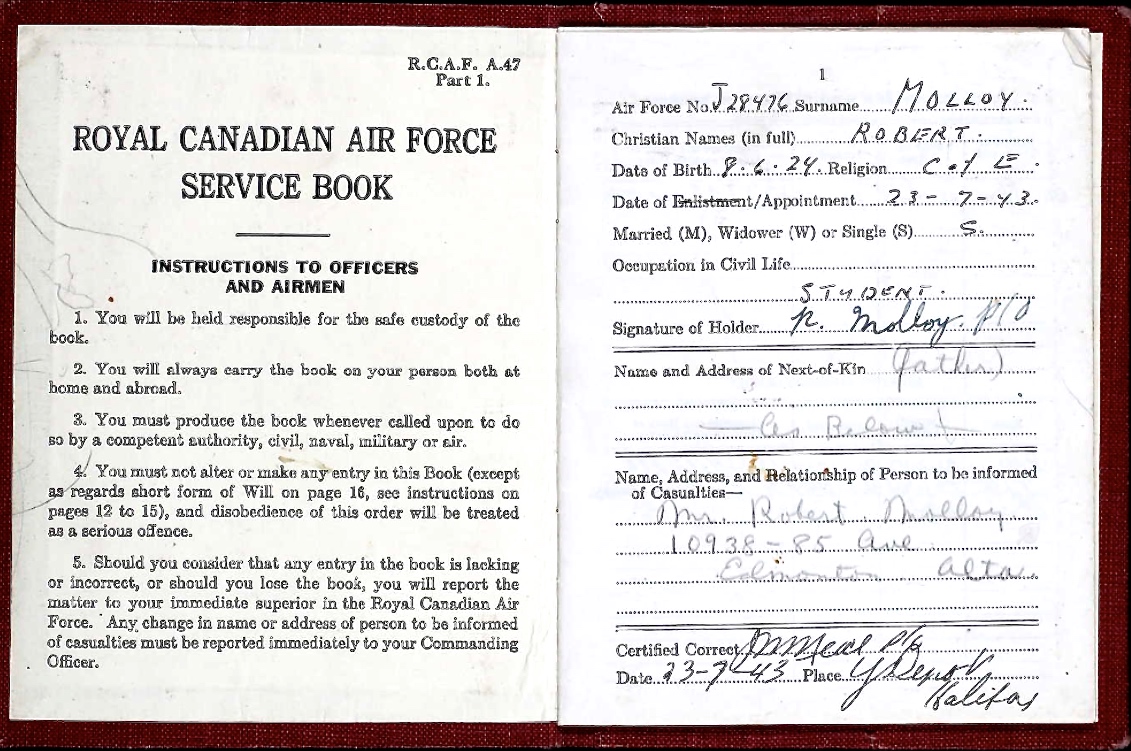 R.C.A.F. A.47
Part 1.
ROYAL CANADIAN AIR FORCE
SERVICE BOOK
INSTRUCTIONS TO OFFICERS
AND AIRMEN
1. You will be held responsible for the safe custody of the
book.
2. You will always carry the book on your person both at
home and abroad.
3. You must produce the book whenever called upon to do
so by a competent authority, civil, naval, military or air.
4. You must not alter or make any entry in this Book (except
as regards short form of Will on page 16, see instructions on
pages 12 to 15), and disobedience of this order will be treated
as a serious offence.
5. Should you consider that any entry in the book is lacking
or incorrect, or should you lose the book, you will report the
matter to your immediate superior in the Royal Canadian Air
Force. Any change in name or address of person to be informed
of casualties must be reported immediately to your Commanding
Officer.
1
Air Force No. J28476 Surname MOLLOY.
Christian Names (in full) ROBERT.
Date of Birth 8.6.24. Religion C of E.
Date of Enlistment/Appointment 23-7-43.
Married (M), Widower (W) or Single (S) S.
Occupation in Civil Life
STUDENT.
Signature of Holder R. Molloy. P/O
Name and Address of Next-of-Kin (father)
As Below
Name, Address, and Relationship of Person to be informed
of Casualties—
Mr. Robert Molloy
10938-85 Ave
Edmonton Alta.
Certified Correct
Date 23-7-43 Place Y Depot
Halifax